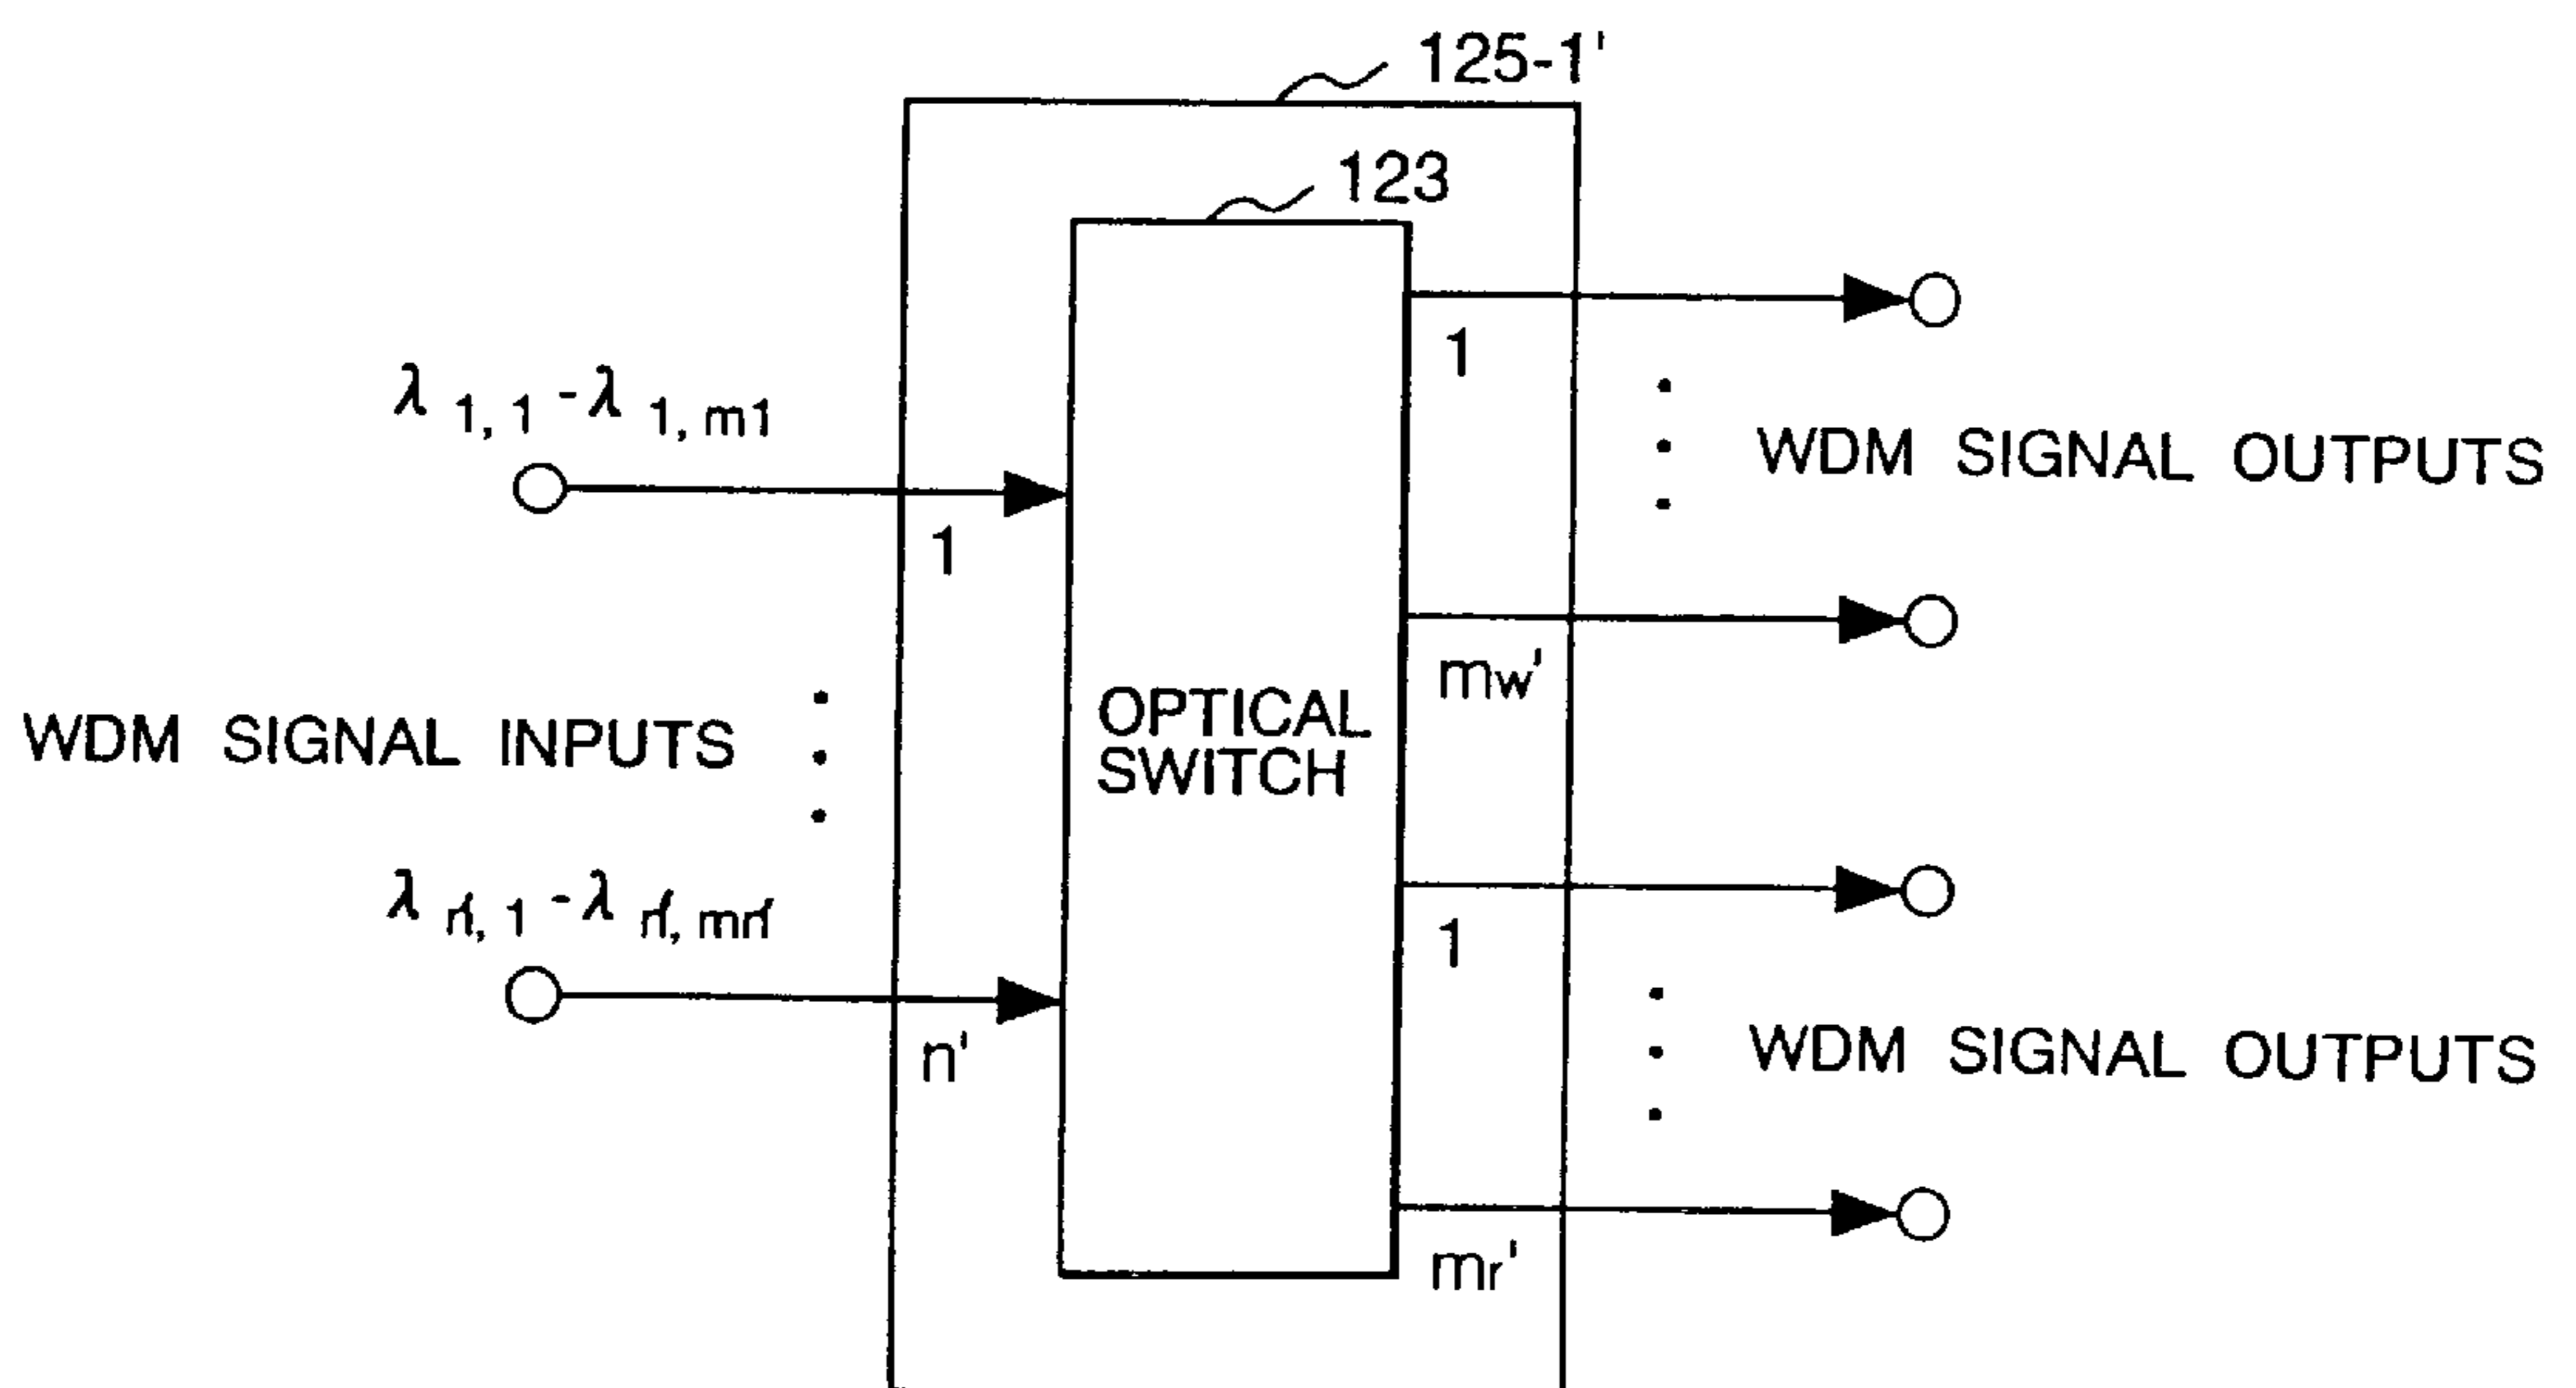 125-1'
123
1
λ 1, 1 - λ 1, m1
WDM SIGNAL OUTPUTS
1
mw'
OPTICAL
SWITCH
WDM SIGNAL INPUTS
λ n', 1 - λ n', mn'
1
n'
WDM SIGNAL OUTPUTS
mr'